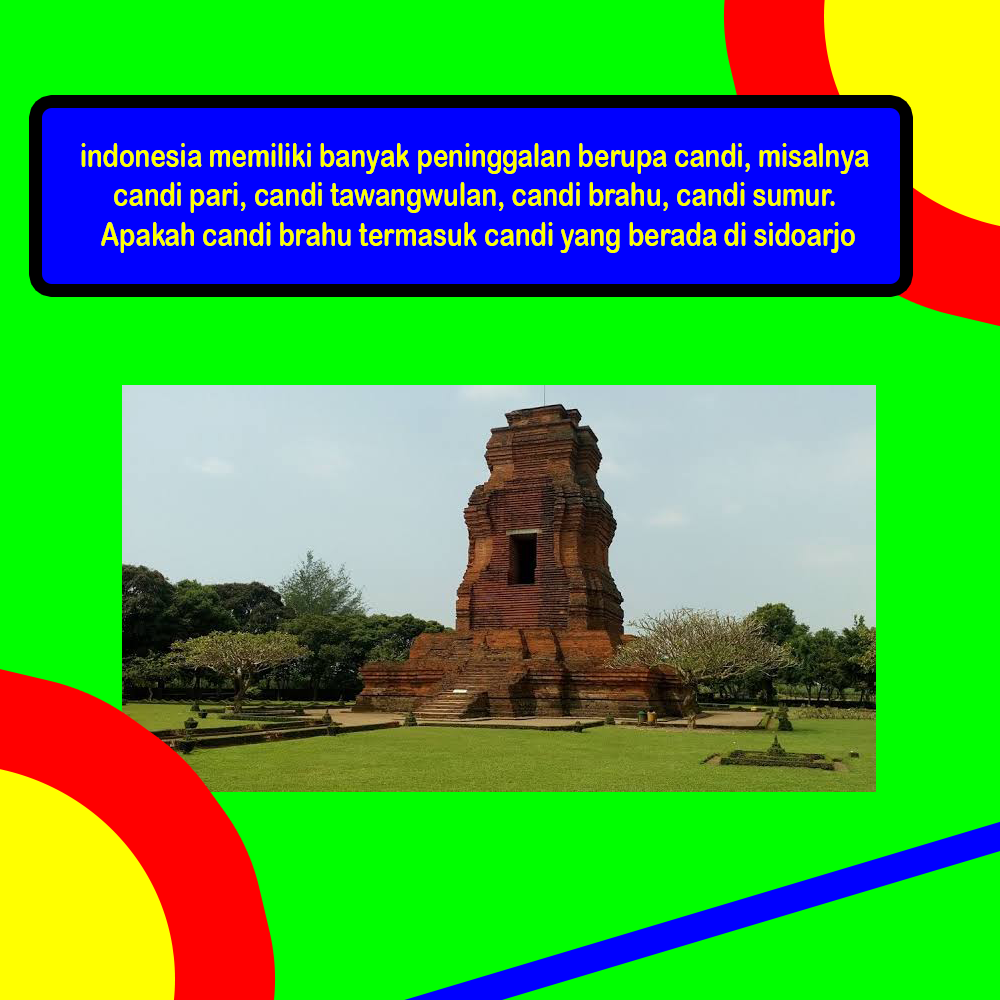 indonesia memiliki banyak peninggalan berupa candi, misalnya
candi pari, candi tawangwulan, candi brahu, candi sumur.
Apakah candi brahu termasuk candi yang berada di sidoarjo